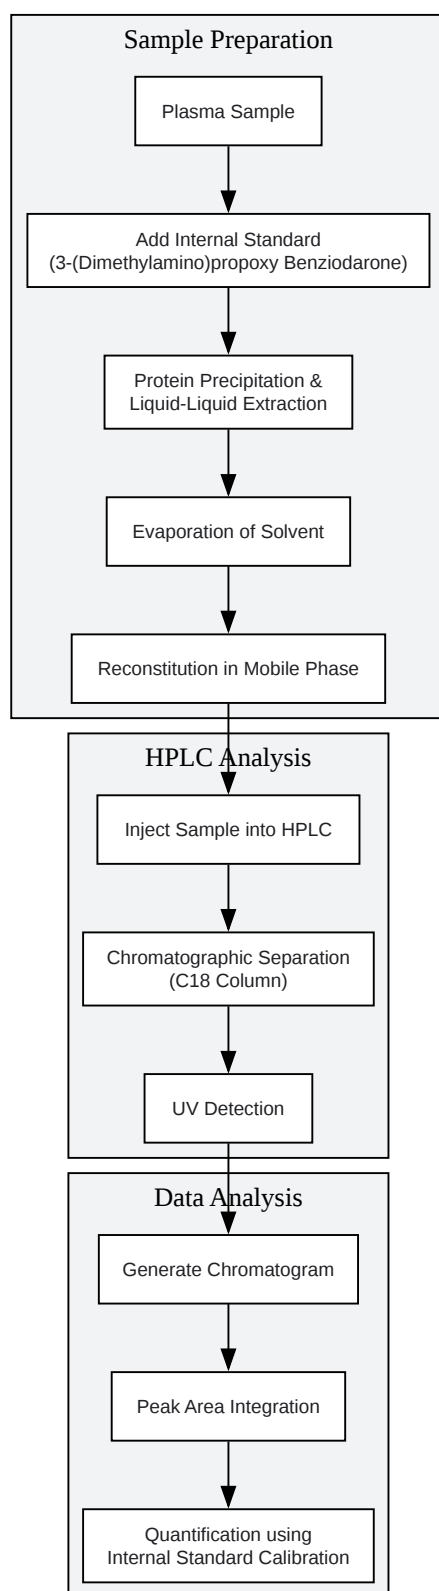 Sample Preparation
Plasma Sample
Add Internal Standard
(3-(Dimethylamino)propoxy Benziodarone)
Protein Precipitation &
Liquid-Liquid Extraction
Evaporation of Solvent
Reconstitution in Mobile Phase
HPLC Analysis
Inject Sample into HPLC
Chromatographic Separation
(C18 Column)
UV Detection
Data Analysis
Generate Chromatogram
Peak Area Integration
Quantification using
Internal Standard Calibration